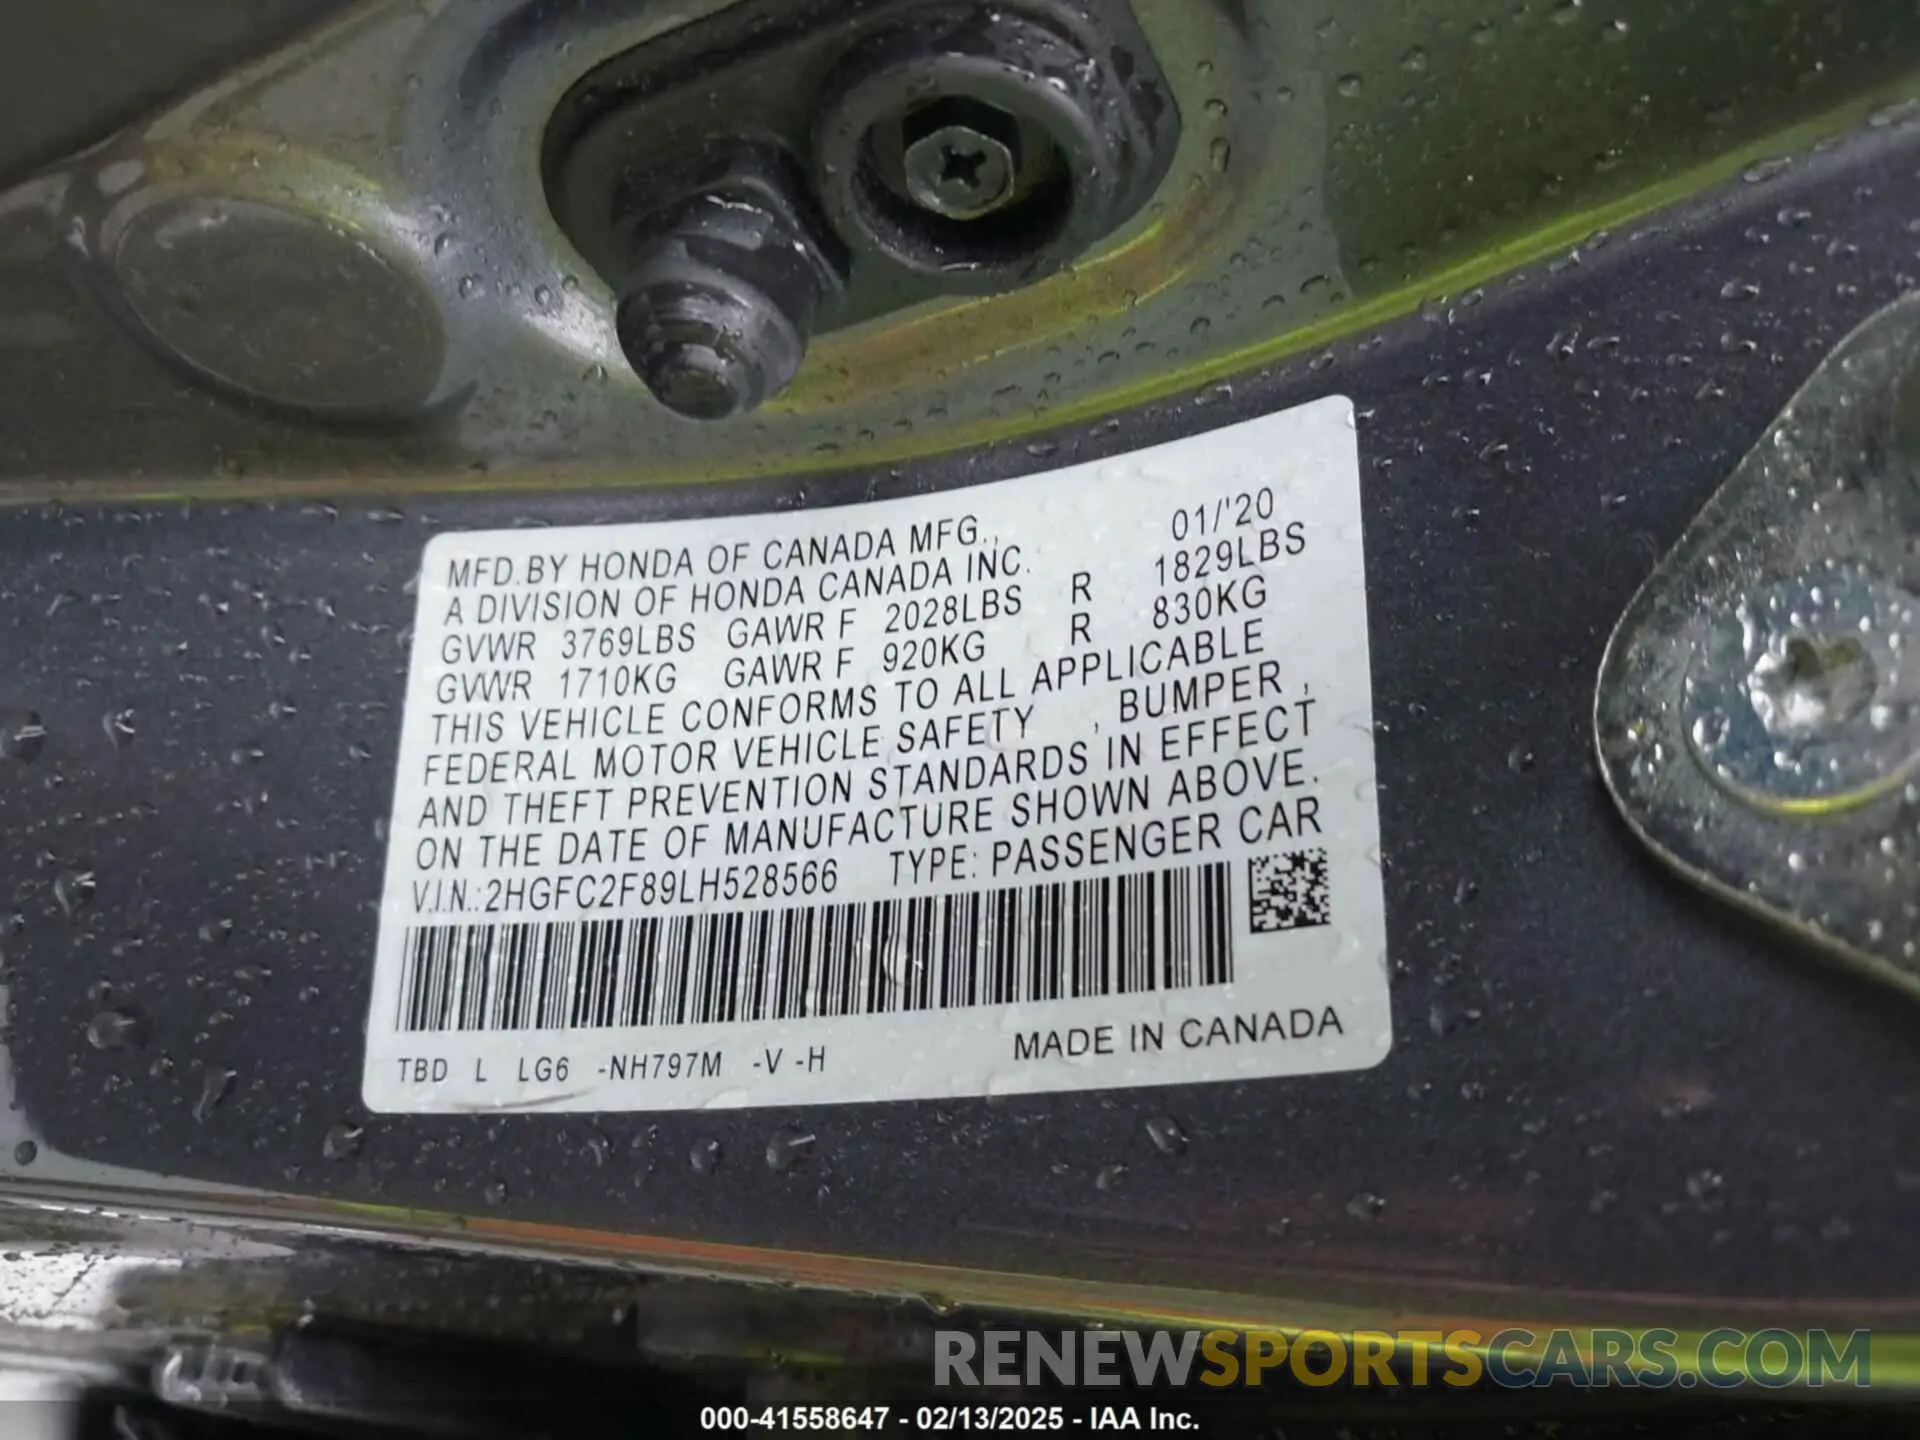 MFD.BY HONDA OF CANADA MFG., 01/'20
A DIVISION OF HONDA CANADA INC.
GVWR 3769LBS GAWR F 2028LBS R 1829LBS
GVWR 1710KG GAWR F 920KG R 830KG
THIS VEHICLE CONFORMS TO ALL APPLICABLE
FEDERAL MOTOR VEHICLE SAFETY , BUMPER ,
AND THEFT PREVENTION STANDARDS IN EFFECT
ON THE DATE OF MANUFACTURE SHOWN ABOVE.
V.I.N.:2HGFC2F89LH528566 TYPE: PASSENGER CAR
TBD L LG6 -NH797M -V -H MADE IN CANADA
RENEWSPORTSCARS.COM
000-41558647 - 02/13/2025 - IAA Inc.